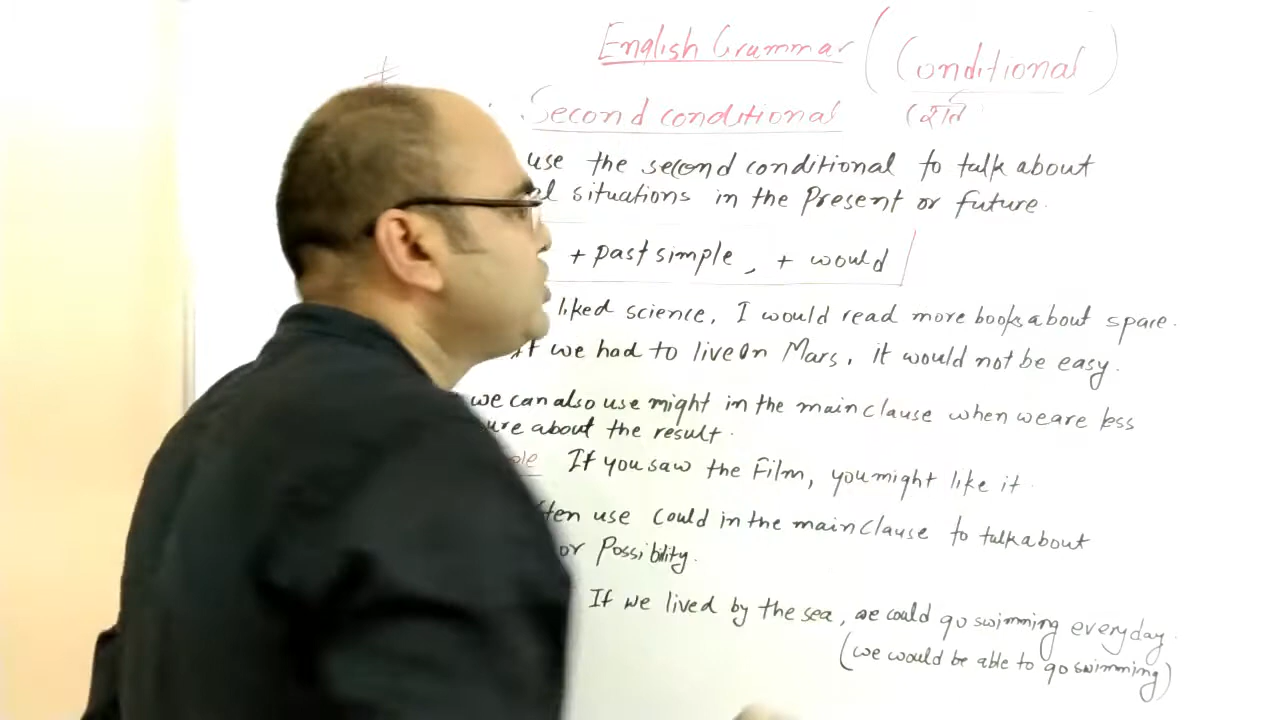 English Grammar (Conditional)
Second conditional (शर्त
use the second conditional to talk about
situations in the Present or future.
+ past simple, + would
liked science, I would read more books about space.
If we had to live on Mars, it would not be easy.
we can also use might in the main clause when we are less
about the result.
If you saw the Film, you might like it.
use could in the main clause to talk about
or Possibility.
If we lived by the sea, we could go swimming everyday.
(we would be able to go swimming)